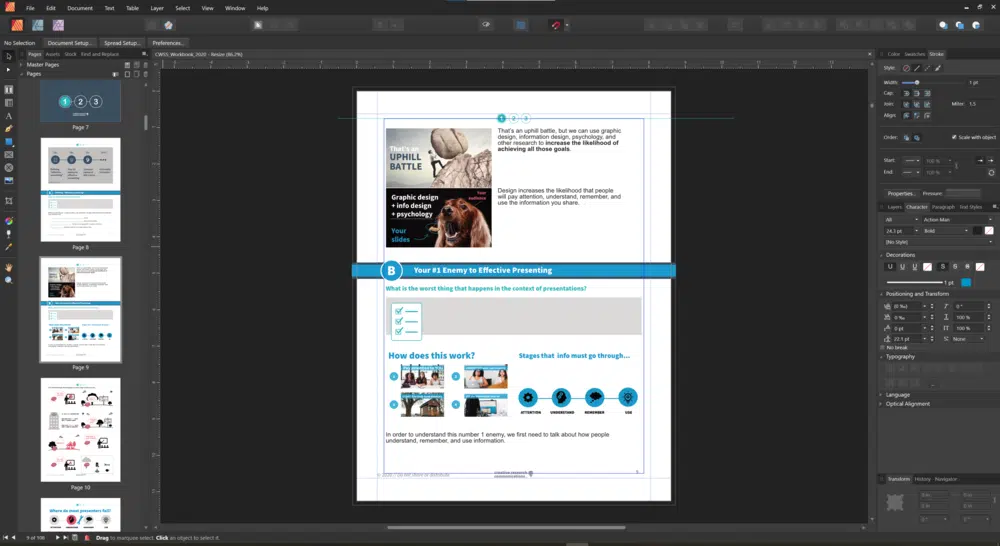 File Edit Document Text Table Layer Select View Window Help
No Selection Document Setup... Spread Setup... Preferences...
Pages Assets Stock Find and Replace
Master Pages
Pages
1 2 3
Page 7
Page 8
Page 9
Page 10
Where do most presenters fail?
CWSS_Workbook_2020 - Resize (86.2%)
1 2 3
That's an
UPHILL
BATTLE
That's an uphill battle, but we can use graphic
design, information design, psychology, and
other research to increase the likelihood of
achieving all those goals.
Graphic design
+ info design
+ psychology
Your
audience
Your
slides
Design increases the likelihood that people
will pay attention, understand, remember, and
use the information you share.
B Your #1 Enemy to Effective Presenting
What is the worst thing that happens in the context of presentations?
How does this work?
Stages that info must go through...
ATTENTION UNDERSTAND REMEMBER USE
In order to understand this number 1 enemy, we first need to talk about how people
understand, remember, and use information.
creative research
communications
Color Swatches Stroke
Style:
Width: 1 pt
Cap:
Join: Miter: 1.5
Align:
Order: Scale with object
Start: 100 %
End: 100 %
Properties... Pressure:
Layers Character Paragraph Text Styles
All Action Man
24.3 pt Bold
[No Style]
Decorations
U U U S S S
1 pt
Positioning and Transform
(0 ‰) 0 °
0 ‰ 100 %
0 pt 100 %
22.1 pt None
No break
Typography
Language
Optical Alignment
Transform History Navigator
9 of 108
Drag to marquee select. Click an object to select it.